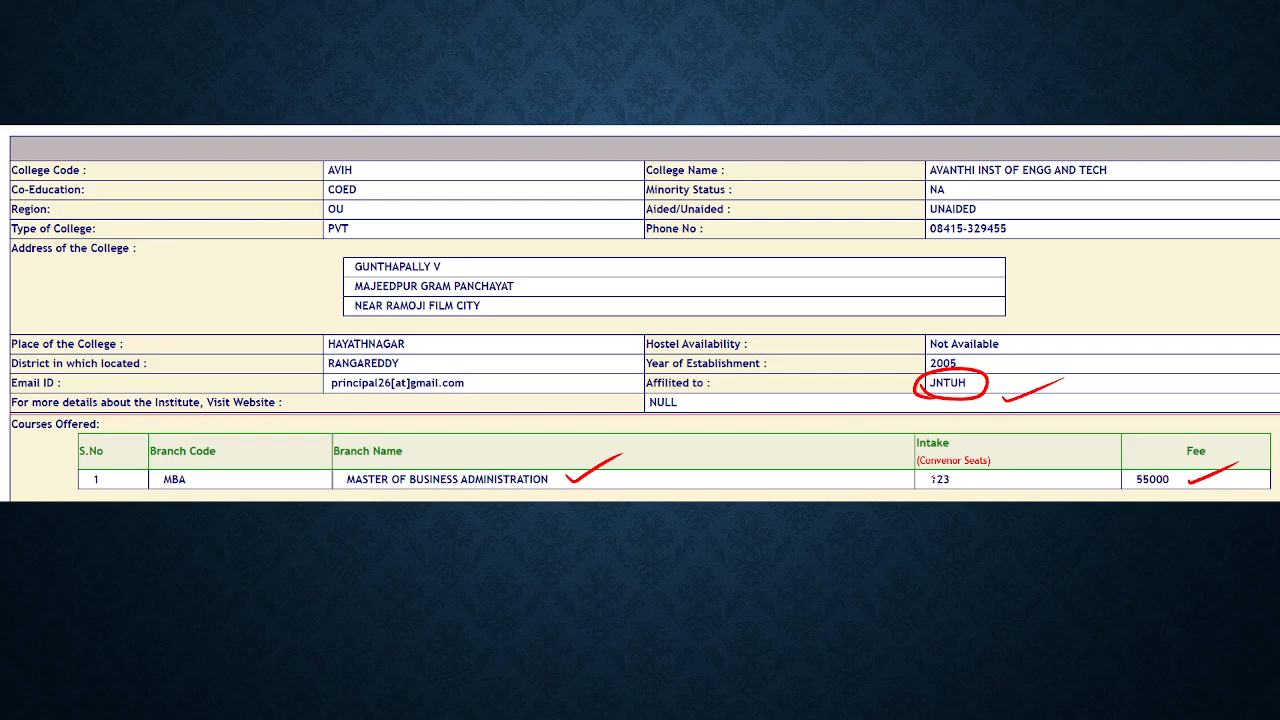 College Code : AVIH College Name : AVANTHI INST OF ENGG AND TECH
Co-Education: COED Minority Status : NA
Region: OU Aided/Unaided : UNAIDED
Type of College: PVT Phone No : 08415-329455
Address of the College :
GUNTHAPALLY V
MAJEEDPUR GRAM PANCHAYAT
NEAR RAMOJI FILM CITY
Place of the College : HAYATHNAGAR Hostel Availability : Not Available
District in which located : RANGAREDDY Year of Establishment : 2005
Email ID : principal26[at]gmail.com Affilited to : JNTUH
For more details about the Institute, Visit Website : NULL
Courses Offered:
S.No Branch Code Branch Name Intake (Convenor Seats) Fee
1 MBA MASTER OF BUSINESS ADMINISTRATION 123 55000